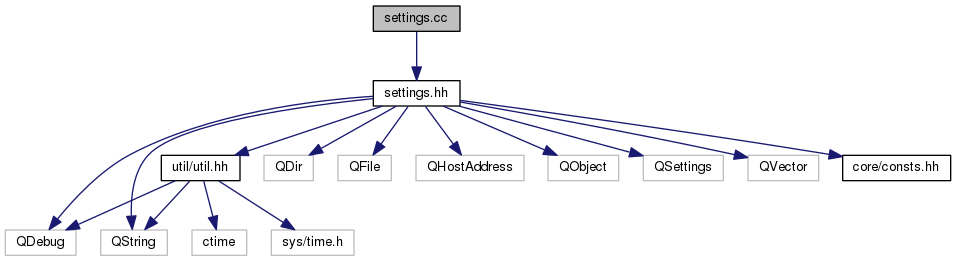 settings.cc
settings.hh
util/util.hh
QDir
QFile
QHostAddress
QObject
QSettings
QVector
core/consts.hh
QDebug
QString
ctime
sys/time.h